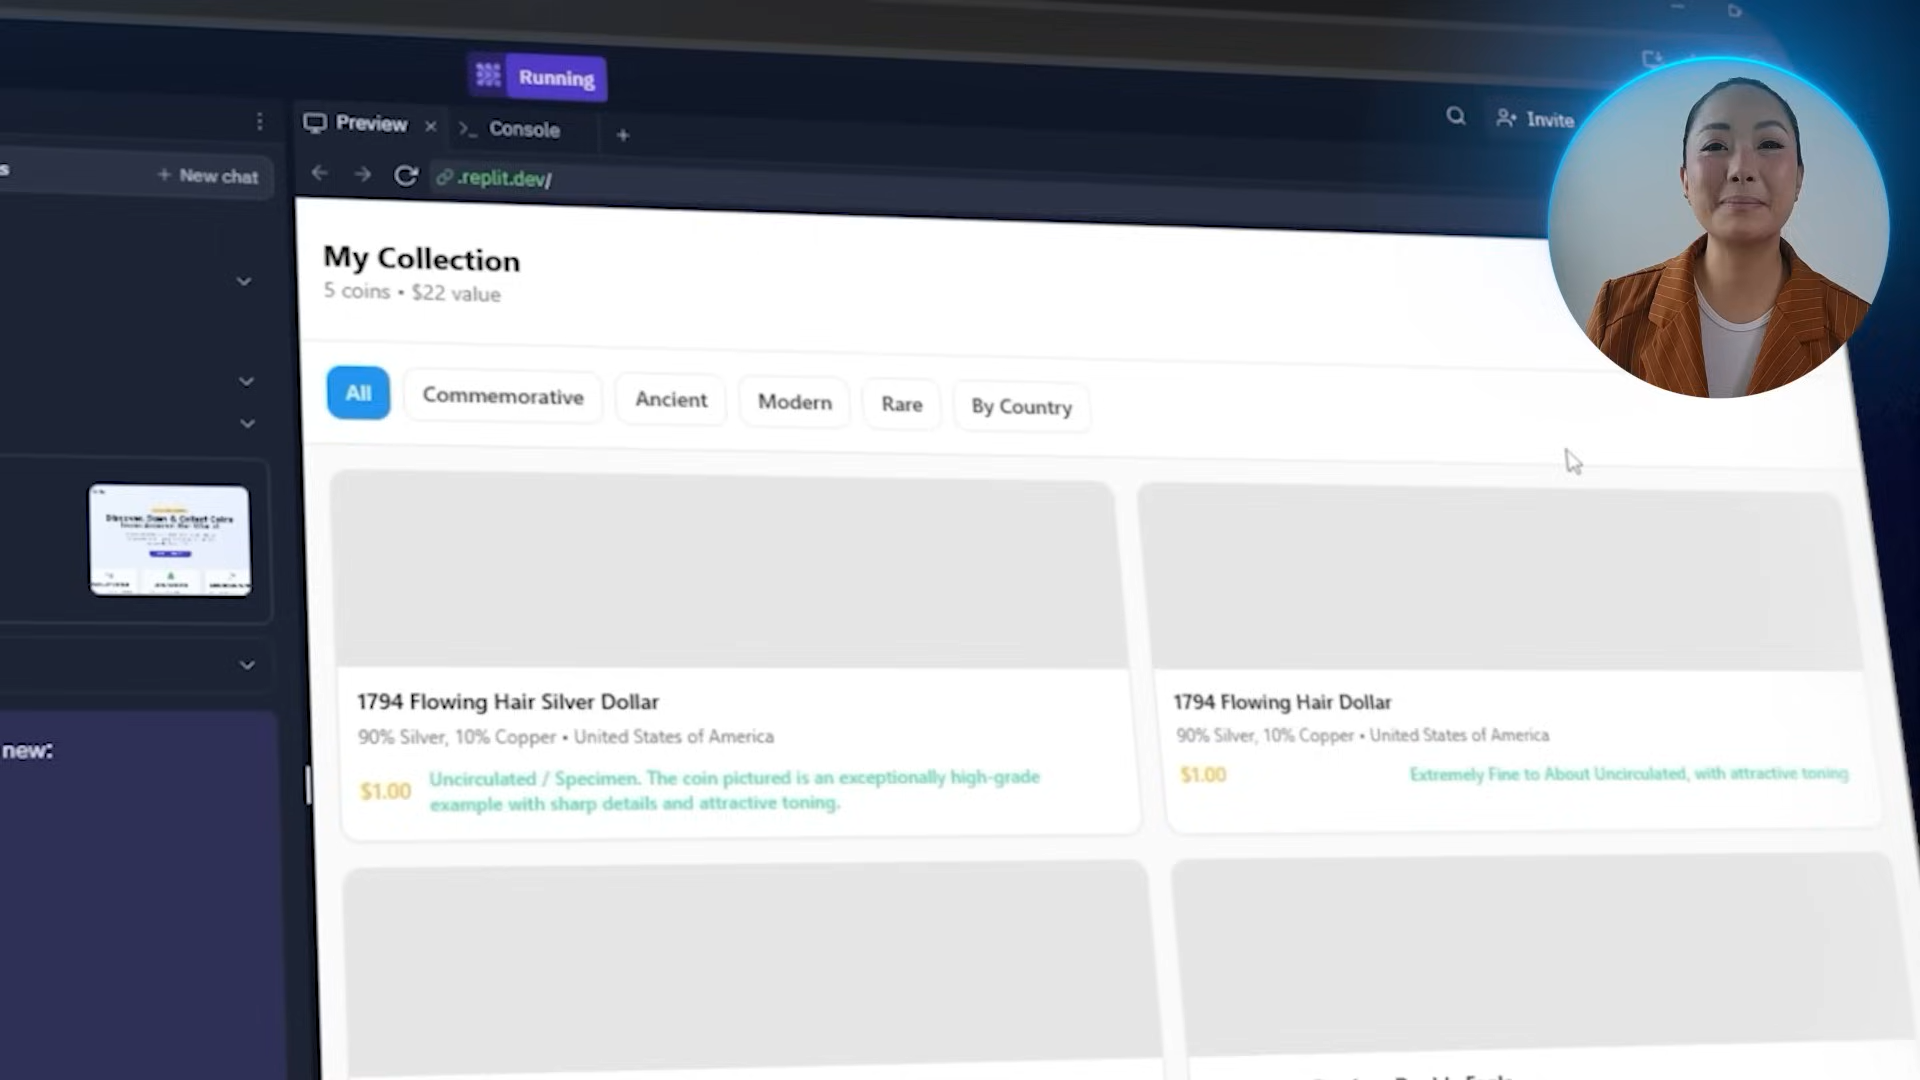 Running
Preview
Console
Invite
s
New chat
.replit.dev/
My Collection
5 coins • $22 value
All
Commemorative
Ancient
Modern
Rare
By Country
Discover, Scan & Collect Coins
1794 Flowing Hair Silver Dollar
90% Silver, 10% Copper • United States of America
$1.00
Uncirculated / Specimen. The coin pictured is an exceptionally high-grade
example with sharp details and attractive toning.
1794 Flowing Hair Dollar
90% Silver, 10% Copper • United States of America
$1.00
Extremely Fine to About Uncirculated, with attractive toning
new: